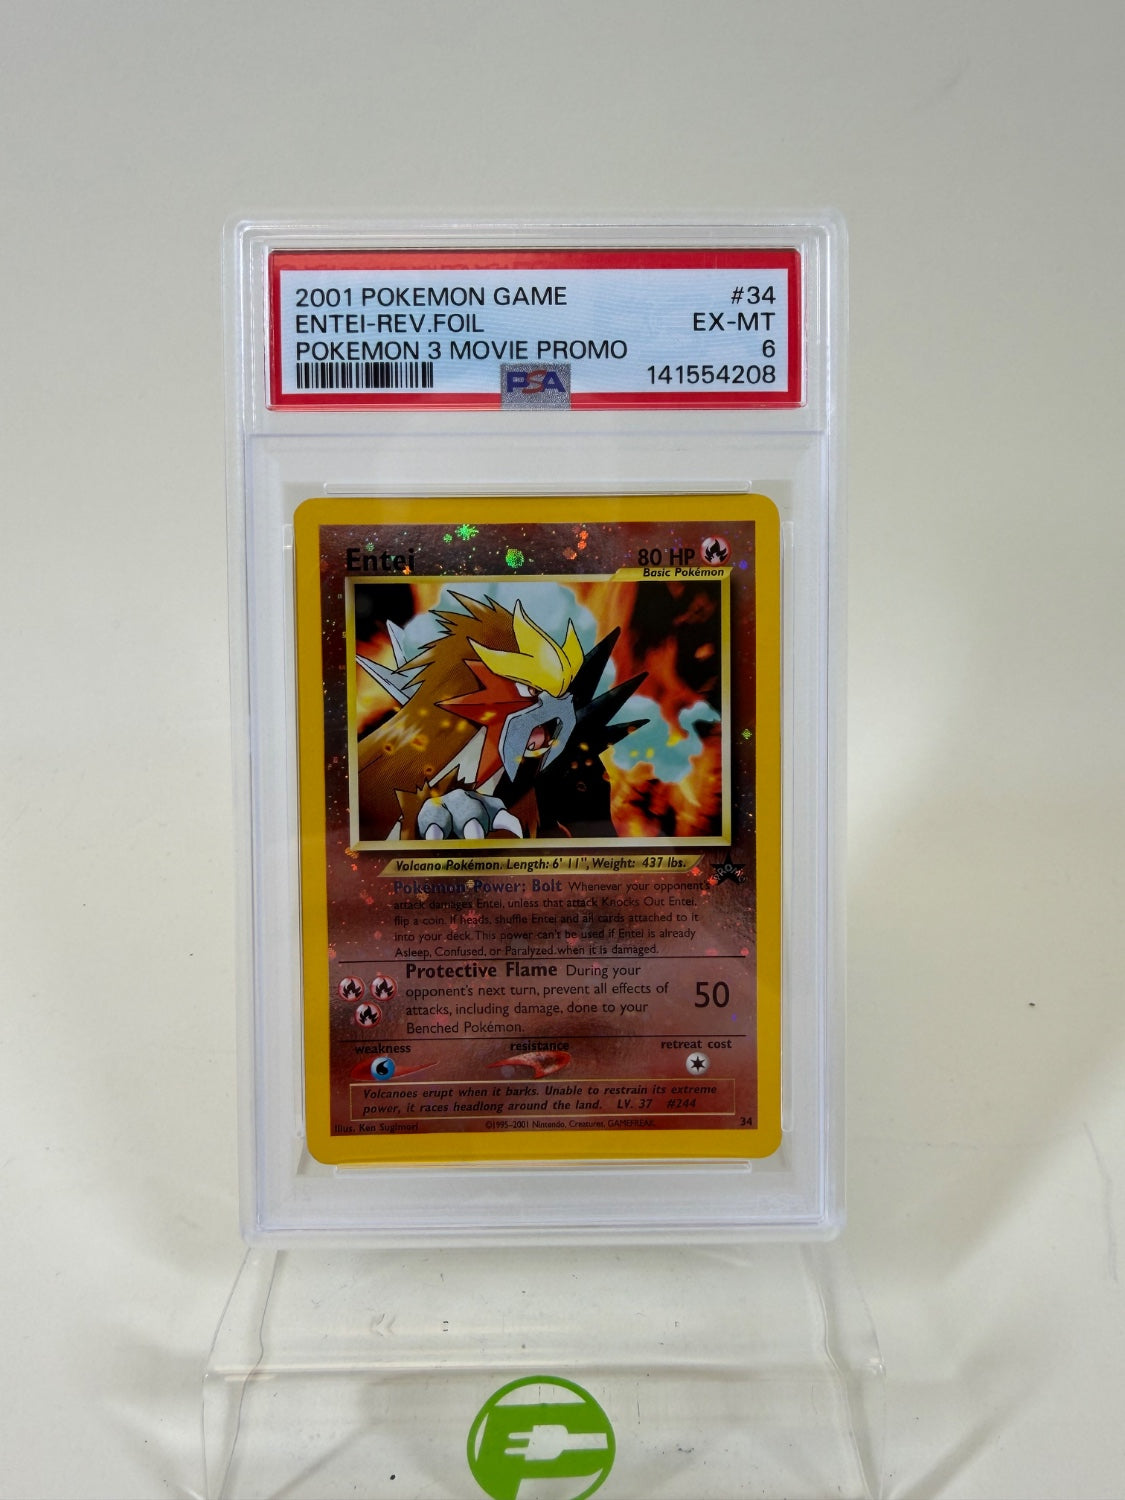 2001 POKEMON GAME #34
ENTEI-REV.FOIL EX-MT
POKEMON 3 MOVIE PROMO 6
PSA 141554208
Entei 80 HP
Basic Pokémon
Volcano Pokémon. Length: 6' 11", Weight: 437 lbs.
PROMO
Pokémon Power: Bolt Whenever your opponent's
attack damages Entei, unless that attack Knocks Out Entei,
flip a coin. If heads, shuffle Entei and all cards attached to it
into your deck. This power can't be used if Entei is already
Asleep, Confused, or Paralyzed when it is damaged.
Protective Flame During your
opponent's next turn, prevent all effects of
attacks, including damage, done to your
Benched Pokémon.
50
weakness resistance retreat cost
Volcanoes erupt when it barks. Unable to restrain its extreme
power, it races headlong around the land. LV. 37 #244
Illus. Ken Sugimori ©1995-2001 Nintendo, Creatures, GAMEFREAK. 34